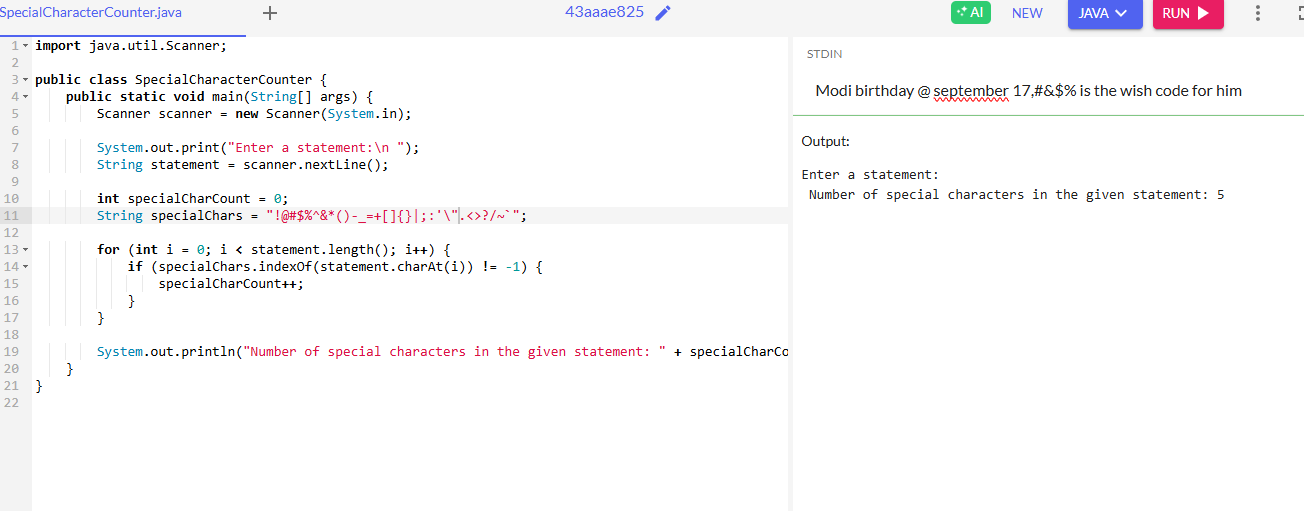 SpecialCharacterCounter.java + 43aaae825 AI NEW JAVA RUN
1 import java.util.Scanner;
2
3 public class SpecialCharacterCounter {
4 public static void main(String[] args) {
5 Scanner scanner = new Scanner(System.in);
6
7 System.out.print("Enter a statement:\n ");
8 String statement = scanner.nextLine();
9
10 int specialCharCount = 0;
11 String specialChars = "!@#$%^&*()-_=+[]{}|;:'\".<>?/~`";
12
13 for (int i = 0; i < statement.length(); i++) {
14 if (specialChars.indexOf(statement.charAt(i)) != -1) {
15 specialCharCount++;
16 }
17 }
18
19 System.out.println("Number of special characters in the given statement: " + specialCharCo
20 }
21 }
22
STDIN
Modi birthday @ september 17,#&$% is the wish code for him
Output:
Enter a statement:
Number of special characters in the given statement: 5